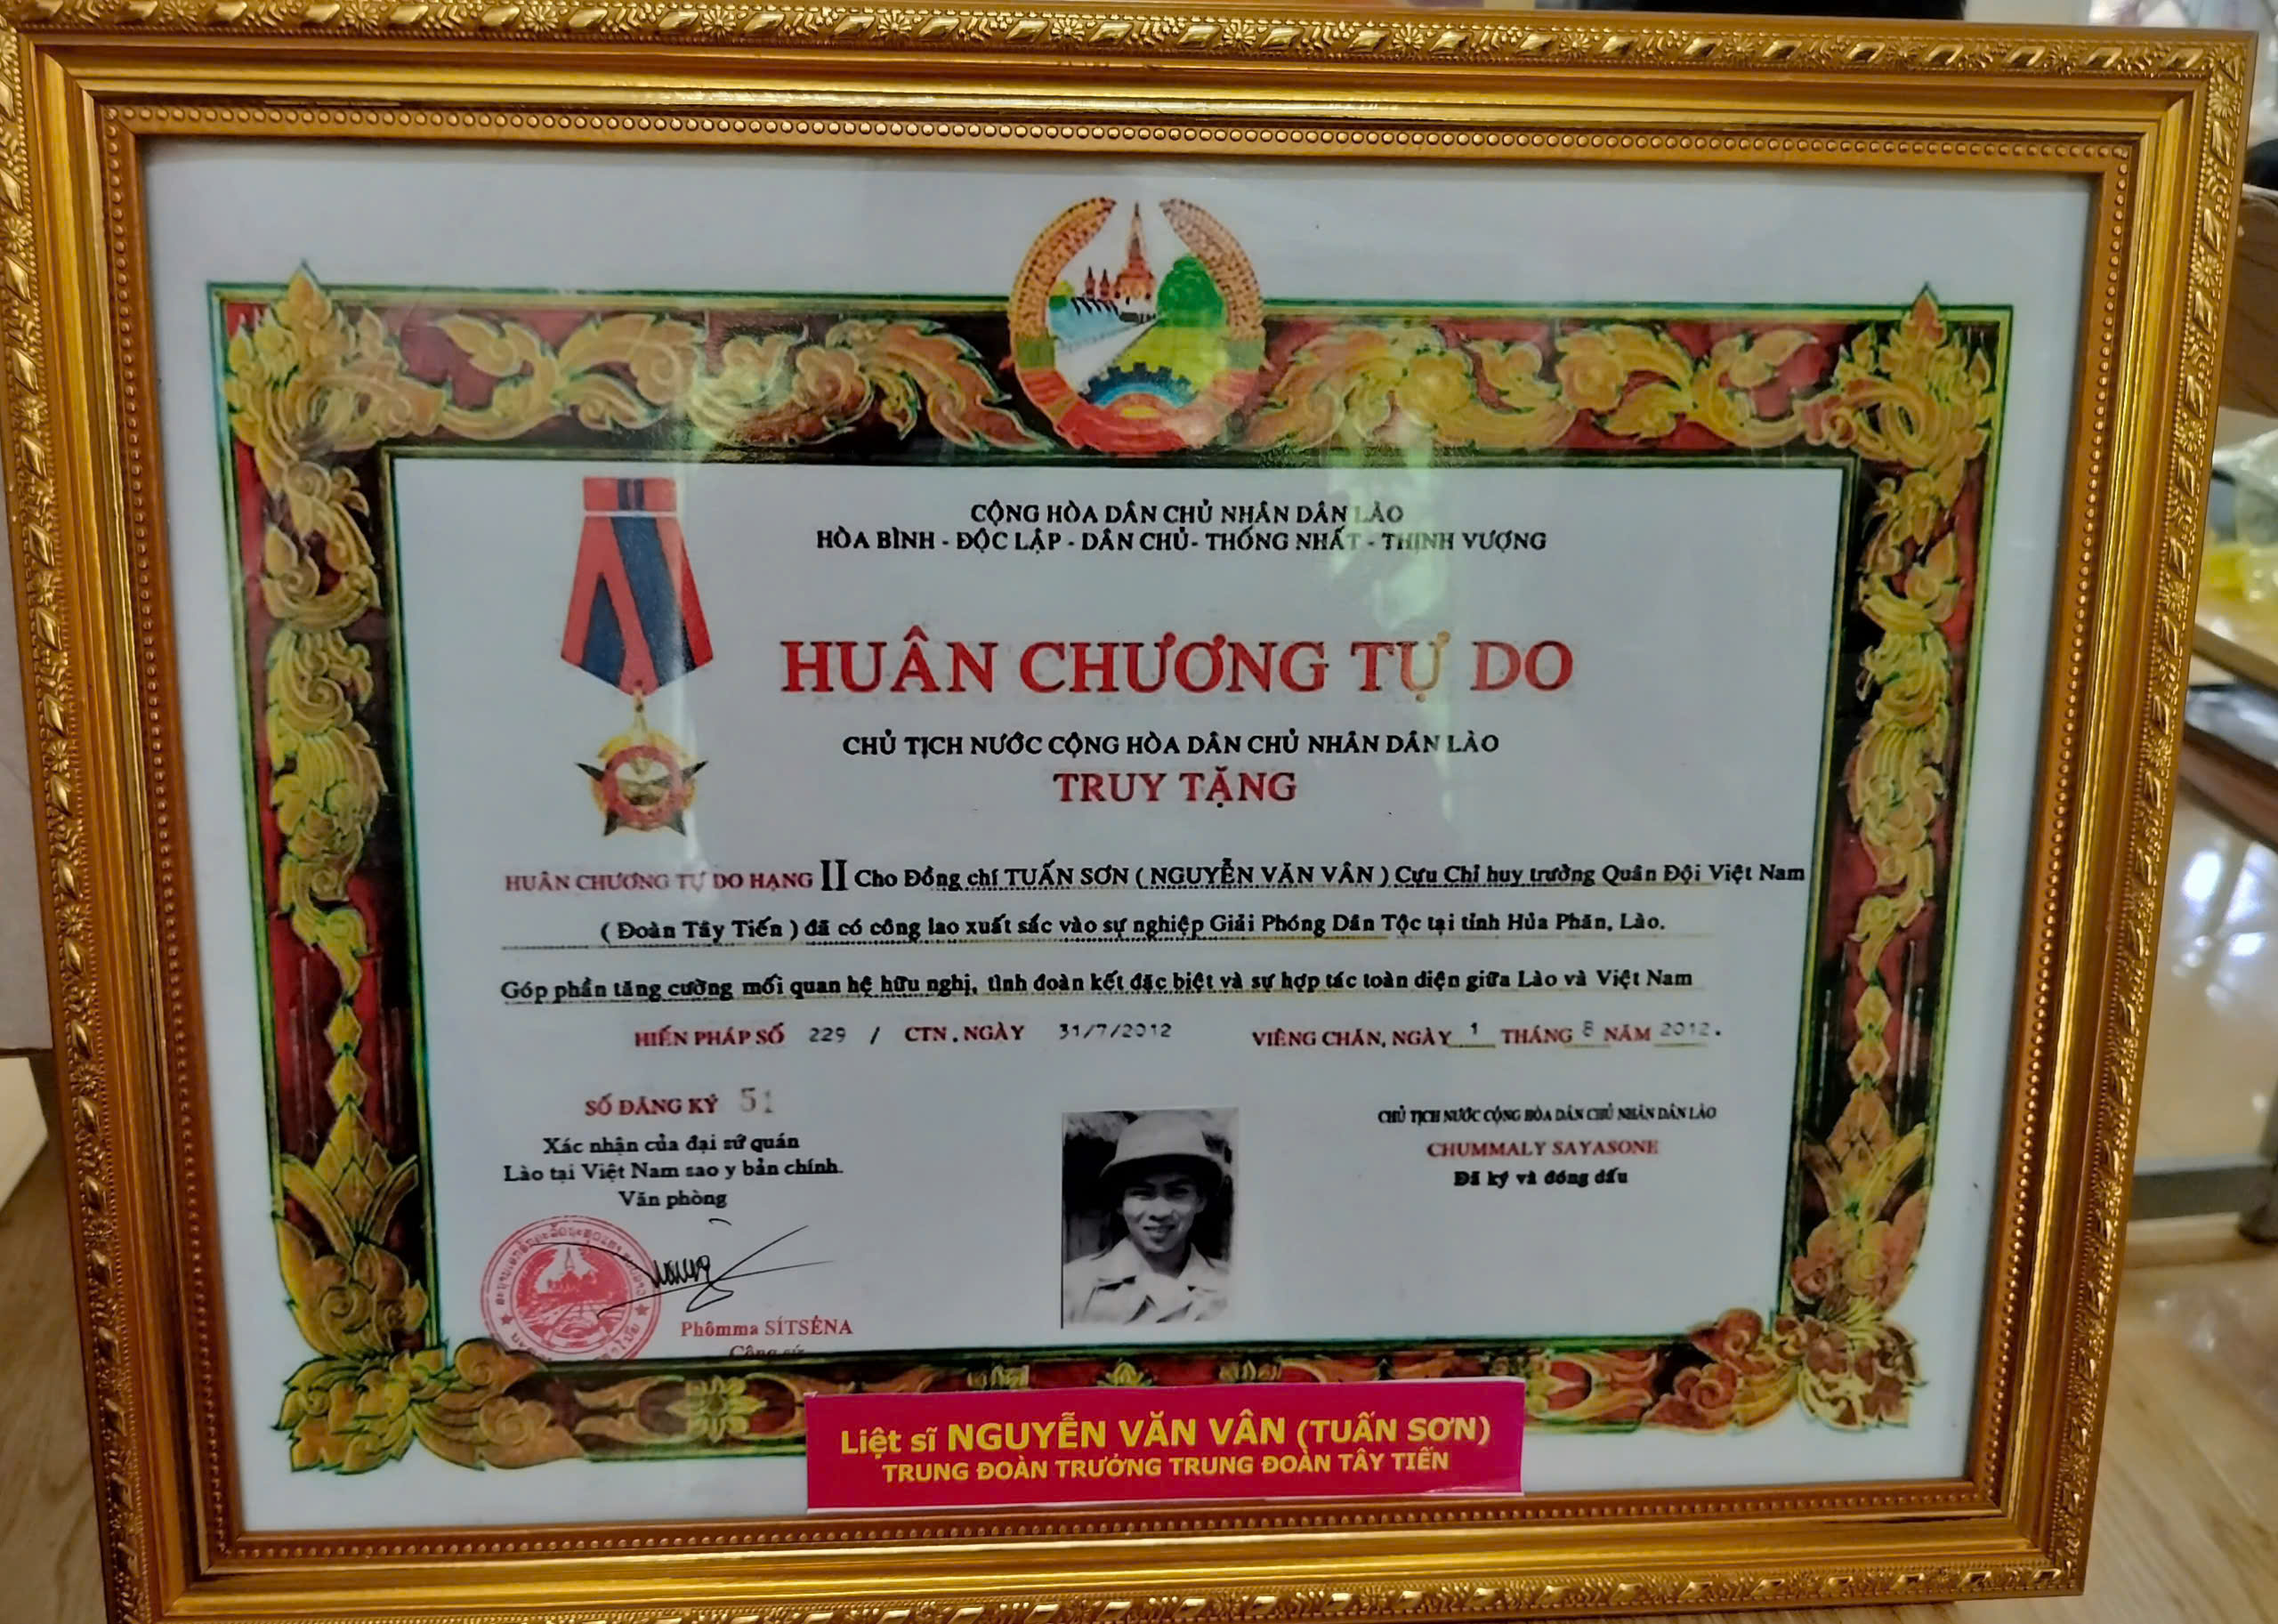 CỘNG HÒA DÂN CHỦ NHÂN DÂN LÀO
HÒA BÌNH - ĐỘC LẬP - DÂN CHỦ- THỐNG NHẤT - THỊNH VƯỢNG
HUÂN CHƯƠNG TỰ DO
CHỦ TỊCH NƯỚC CỘNG HÒA DÂN CHỦ NHÂN DÂN LÀO
TRUY TẶNG
HUÂN CHƯƠNG TỰ DO HẠNG II Cho Đồng chí TUẤN SƠN ( NGUYỄN VĂN VÂN ) Cựu Chỉ huy trưởng Quân Đội Việt Nam
( Đoàn Tây Tiến ) đã có công lao xuất sắc vào sự nghiệp Giải Phóng Dân Tộc tại tỉnh Hủa Phăn, Lào.
Góp phần tăng cường mối quan hệ hữu nghị, tình đoàn kết đặc biệt và sự hợp tác toàn diện giữa Lào và Việt Nam
HIẾN PHÁP SỐ 229 / CTN . NGÀY 31/7/2012 VIÊNG CHĂN, NGÀY 1 THÁNG 8 NĂM 2012.
SỐ ĐĂNG KÝ 51
Xác nhận của đại sứ quán
Lào tại Việt Nam sao y bản chính.
Văn phòng
Phômma SÍTSÉNA
Công sứ
CHỦ TỊCH NƯỚC CỘNG HÒA DÂN CHỦ NHÂN DÂN LÀO
CHUMMALY SAYASONE
Đã ký và đóng dấu
Liệt sĩ NGUYỄN VĂN VÂN (TUẤN SƠN)
TRUNG ĐOÀN TRƯỞNG TRUNG ĐOÀN TÂY TIẾN